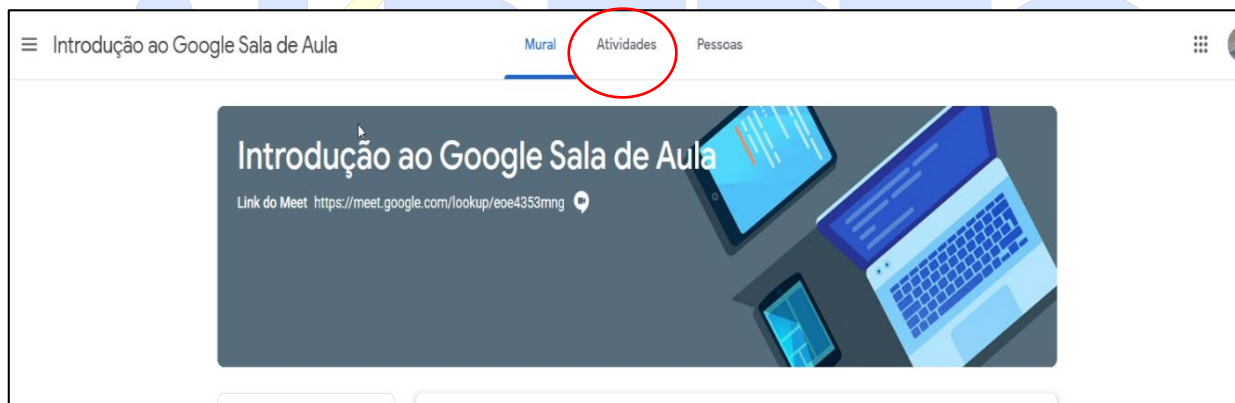 Introdução ao Google Sala de Aula
Mural Atividades Pessoas
Introdução ao Google Sala de Aula
Link do Meet https://meet.google.com/lookup/eoe4353mng